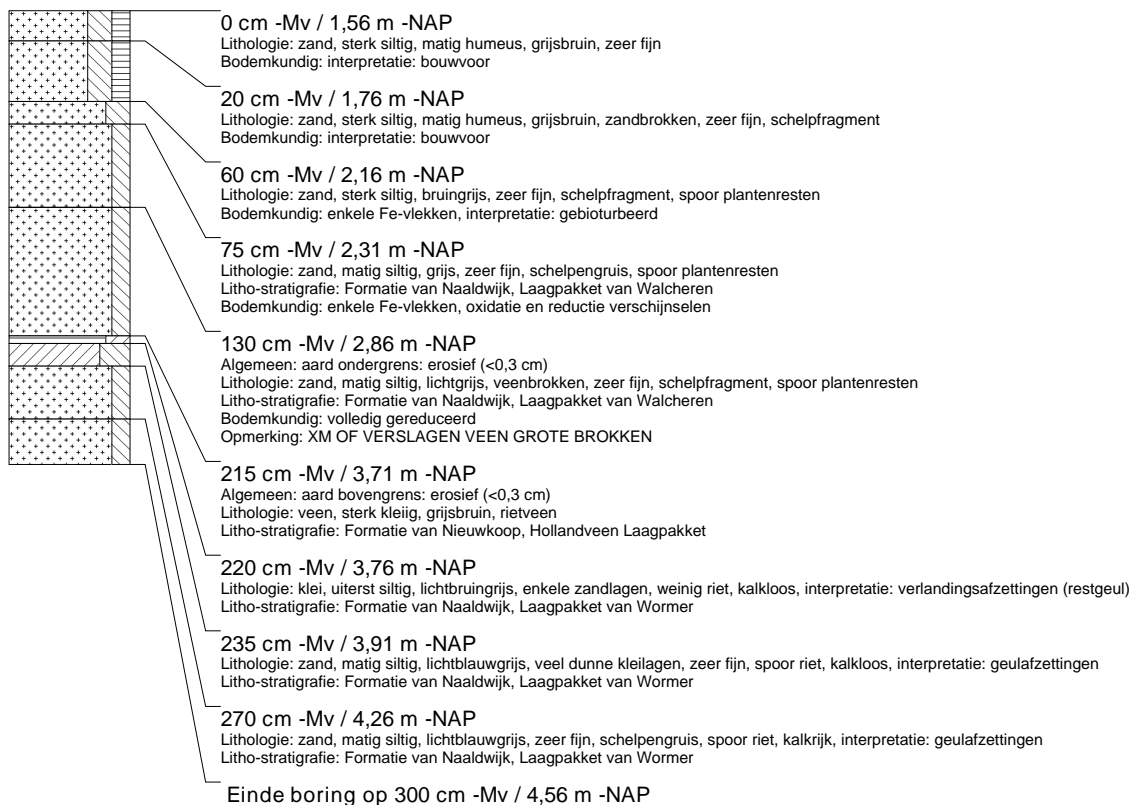 0 cm -Mv / 1,56 m -NAP
Lithologie: zand, sterk siltig, matig humeus, grijsbruin, zeer fijn
Bodemkundig: interpretatie: bouwvoor
20 cm -Mv / 1,76 m -NAP
Lithologie: zand, sterk siltig, matig humeus, grijsbruin, zandbrokken, zeer fijn, schelpfragment
Bodemkundig: interpretatie: bouwvoor
60 cm -Mv / 2,16 m -NAP
Lithologie: zand, sterk siltig, bruingrijs, zeer fijn, schelpfragment, spoor plantenresten
Bodemkundig: enkele Fe-vlekken, interpretatie: gebioturbeerd
75 cm -Mv / 2,31 m -NAP
Lithologie: zand, matig siltig, grijs, zeer fijn, schelpengruis, spoor plantenresten
Litho-stratigrafie: Formatie van Naaldwijk, Laagpakket van Walcheren
Bodemkundig: enkele Fe-vlekken, oxidatie en reductie verschijnselen
130 cm -Mv / 2,86 m -NAP
Algemeen: aard ondergrens: erosief (<0,3 cm)
Lithologie: zand, matig siltig, lichtgrijs, veenbrokken, zeer fijn, schelpfragment, spoor plantenresten
Litho-stratigrafie: Formatie van Naaldwijk, Laagpakket van Walcheren
Bodemkundig: volledig gereduceerd
Opmerking: XM OF VERSLAGEN VEEN GROTE BROKKEN
215 cm -Mv / 3,71 m -NAP
Algemeen: aard bovengrens: erosief (<0,3 cm)
Lithologie: veen, sterk kleiig, grijsbruin, rietveen
Litho-stratigrafie: Formatie van Nieuwkoop, Hollandveen Laagpakket
220 cm -Mv / 3,76 m -NAP
Lithologie: klei, uiterst siltig, lichtbruingrijs, enkele zandlagen, weinig riet, kalkloos, interpretatie: verlandingsafzettingen (restgeul)
Litho-stratigrafie: Formatie van Naaldwijk, Laagpakket van Wormer
235 cm -Mv / 3,91 m -NAP
Lithologie: zand, matig siltig, lichtblauwgrijs, veel dunne kleilagen, zeer fijn, spoor riet, kalkloos, interpretatie: geulafzettingen
Litho-stratigrafie: Formatie van Naaldwijk, Laagpakket van Wormer
270 cm -Mv / 4,26 m -NAP
Lithologie: zand, matig siltig, lichtblauwgrijs, zeer fijn, schelpengruis, spoor riet, kalkrijk, interpretatie: geulafzettingen
Litho-stratigrafie: Formatie van Naaldwijk, Laagpakket van Wormer
Einde boring op 300 cm -Mv / 4,56 m -NAP